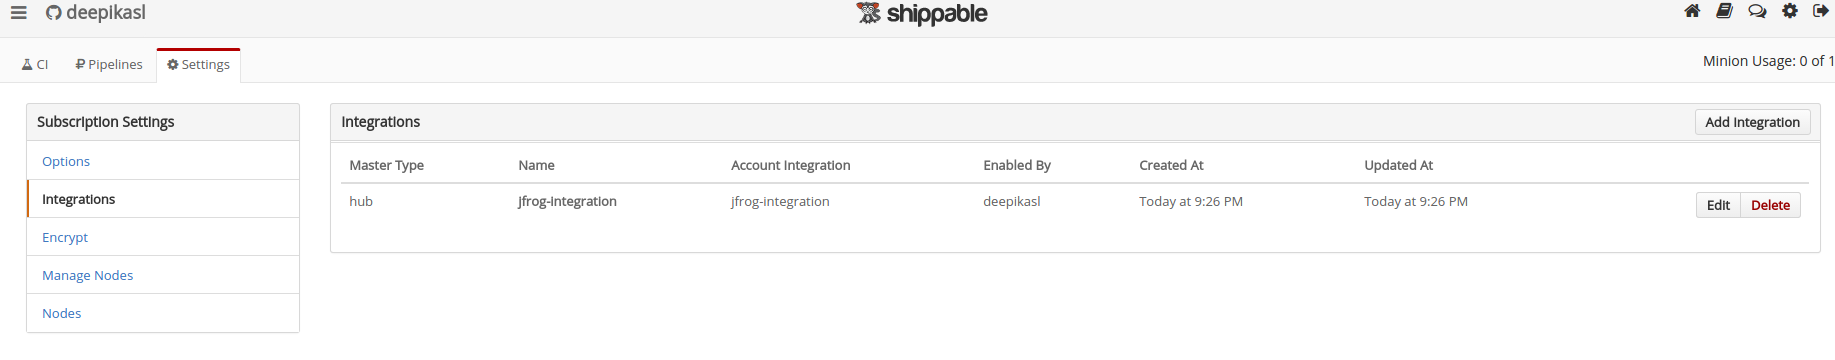 deepikasl
shippable
CI Pipelines Settings
Minion Usage: 0 of 1
Subscription Settings
Options
Integrations
Encrypt
Manage Nodes
Nodes
Integrations
Add Integration
Master Type Name Account Integration Enabled By Created At Updated At
hub jfrog-integration jfrog-integration deepikasl Today at 9:26 PM Today at 9:26 PM Edit Delete